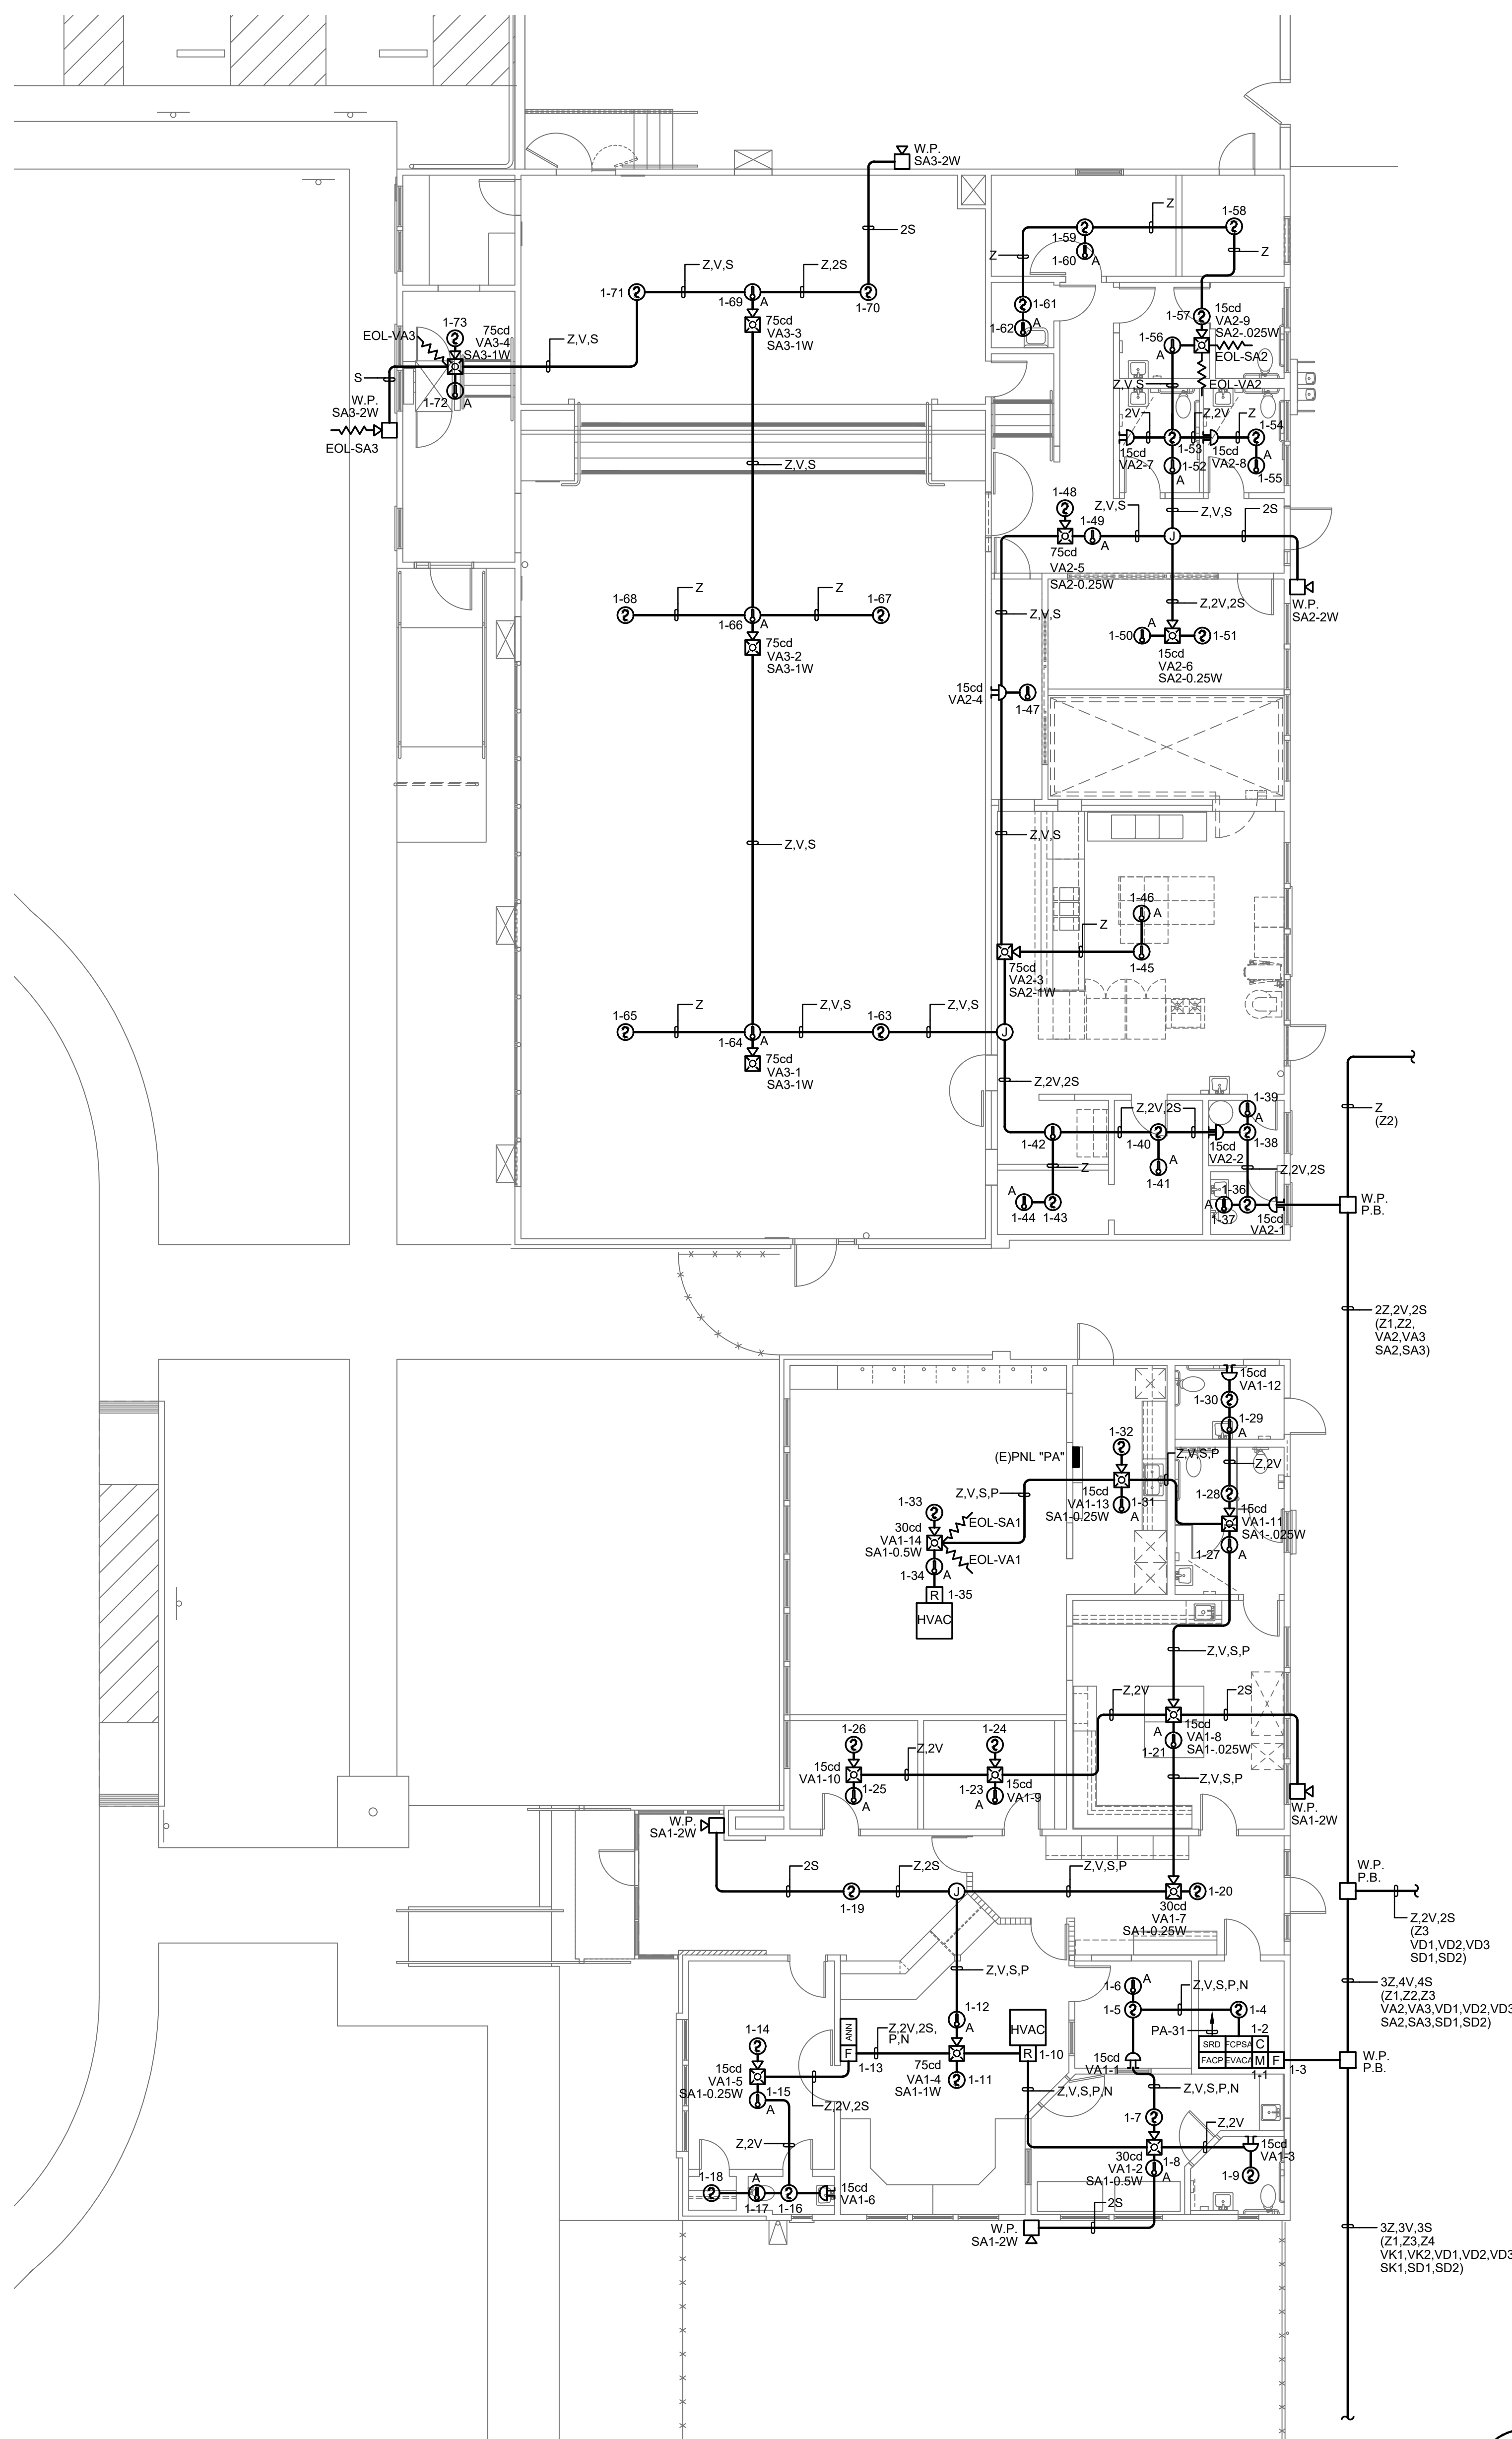 W.P.
SA3-2W
2S
Z
1-58
1-59
1-60
A
Z
Z
1-61
1-62
A
Z,V,S
Z,2S
1-71
1-69
A
1-70
75cd
VA3-3
SA3-1W
1-73
75cd
VA3-4
SA3-1W
EOL-VA3
Z,V,S
S
1-72
A
W.P.
SA3-2W
EOL-SA3
1-57
15cd
VA2-9
SA2-.025W
1-56
A
EOL-SA2
Z,V,S
EOL-VA2
2V
Z,2V
Z
1-54
15cd
VA2-7
1-53
1-52
A
15cd
VA2-8
A
1-55
Z,V,S
1-48
Z,V,S
1-49
A
Z,V,S
2S
J
75cd
VA2-5
SA2-0.25W
W.P.
SA2-2W
1-68
Z
Z
1-67
1-66
A
75cd
VA3-2
SA3-1W
Z,V,S
Z,2V,2S
A
1-50
1-51
15cd
VA2-6
SA2-0.25W
15cd
VA2-4
1-47
Z,V,S
Z,V,S
1-46
A
Z
1-45
75cd
VA2-3
SA2-1W
1-65
Z
Z,V,S
1-63
Z,V,S
J
1-64
A
75cd
VA3-1
SA3-1W
Z,2V,2S
Z
(Z2)
1-39
A
Z,2V,2S
1-42
1-40
15cd
VA2-2
1-38
Z
A
1-41
Z,2V,2S
A
1-44
1-43
1-36
A
1-37
15cd
VA2-1
W.P.
P.B.
2Z,2V,2S
(Z1,Z2,
VA2,VA3
SA2,SA3)
15cd
VA1-12
1-30
1-29
A
1-32
(E)PNL "PA"
Z,V,S,P
Z,2V
Z,V,S,P
15cd
VA1-13
SA1-0.25W
1-31
A
1-28
15cd
VA1-11
SA1-.025W
1-27
A
1-33
30cd
VA1-14
SA1-0.5W
EOL-SA1
EOL-VA1
1-34
A
R
1-35
HVAC
Z,V,S,P
Z,2V
2S
15cd
VA1-8
SA1-.025W
A
1-21
1-26
1-24
Z,2V
15cd
VA1-10
1-25
A
1-23
A
15cd
VA1-9
Z,V,S,P
W.P.
SA1-2W
W.P.
SA1-2W
2S
Z,2S
Z,V,S,P
J
1-19
1-20
30cd
VA1-7
SA1-0.25W
W.P.
P.B.
Z,2V,2S
(Z3
VD1,VD2,VD3
SD1,SD2)
Z,V,S,P
1-6
A
Z,V,S,P,N
1-5
1-4
3Z,4V,4S
(Z1,Z2,Z3
VA2,VA3,VD1,VD2,VD3
SA2,SA3,SD1,SD2)
1-12
A
HVAC
PA-31
1-2
SRD
FCPSA
C
FACP
EVACA
M
F
1-1
1-3
W.P.
P.B.
1-14
ANN
F
1-13
Z,2V,2S,
P,N
R
1-10
15cd
VA1-1
15cd
VA1-5
SA1-0.25W
1-15
A
75cd
VA1-4
SA1-1W
1-11
Z,V,S,P,N
Z,V,S,P,N
Z,2V,2S
1-7
Z,2V
Z,2V
30cd
VA1-2
SA1-0.5W
1-8
A
15cd
VA1-3
1-9
1-18
A
1-17
1-16
15cd
VA1-6
2S
W.P.
SA1-2W
3Z,3V,3S
(Z1,Z3,Z4
VK1,VK2,VD1,VD2,VD3
SK1,SD1,SD2)